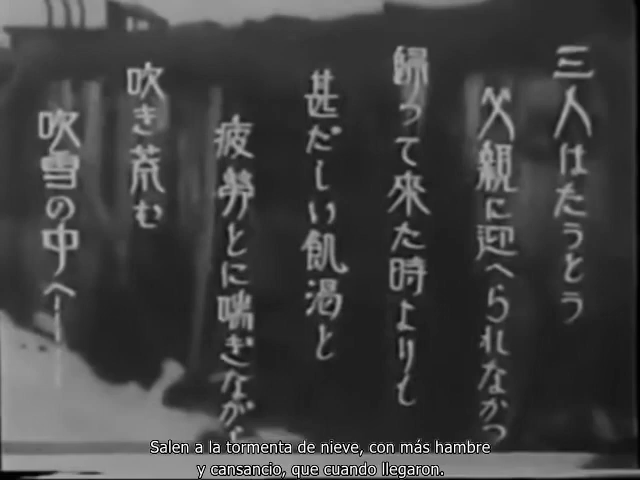 三人はたうとう
父親に迎へられなかつ
歸って來た時よりも
甚だしい飢渇と
疲勞とに喘ぎながら
吹き荒む
吹雪の中へ——
Salen a la tormenta de nieve, con más hambre
y cansancio, que cuando llegaron.